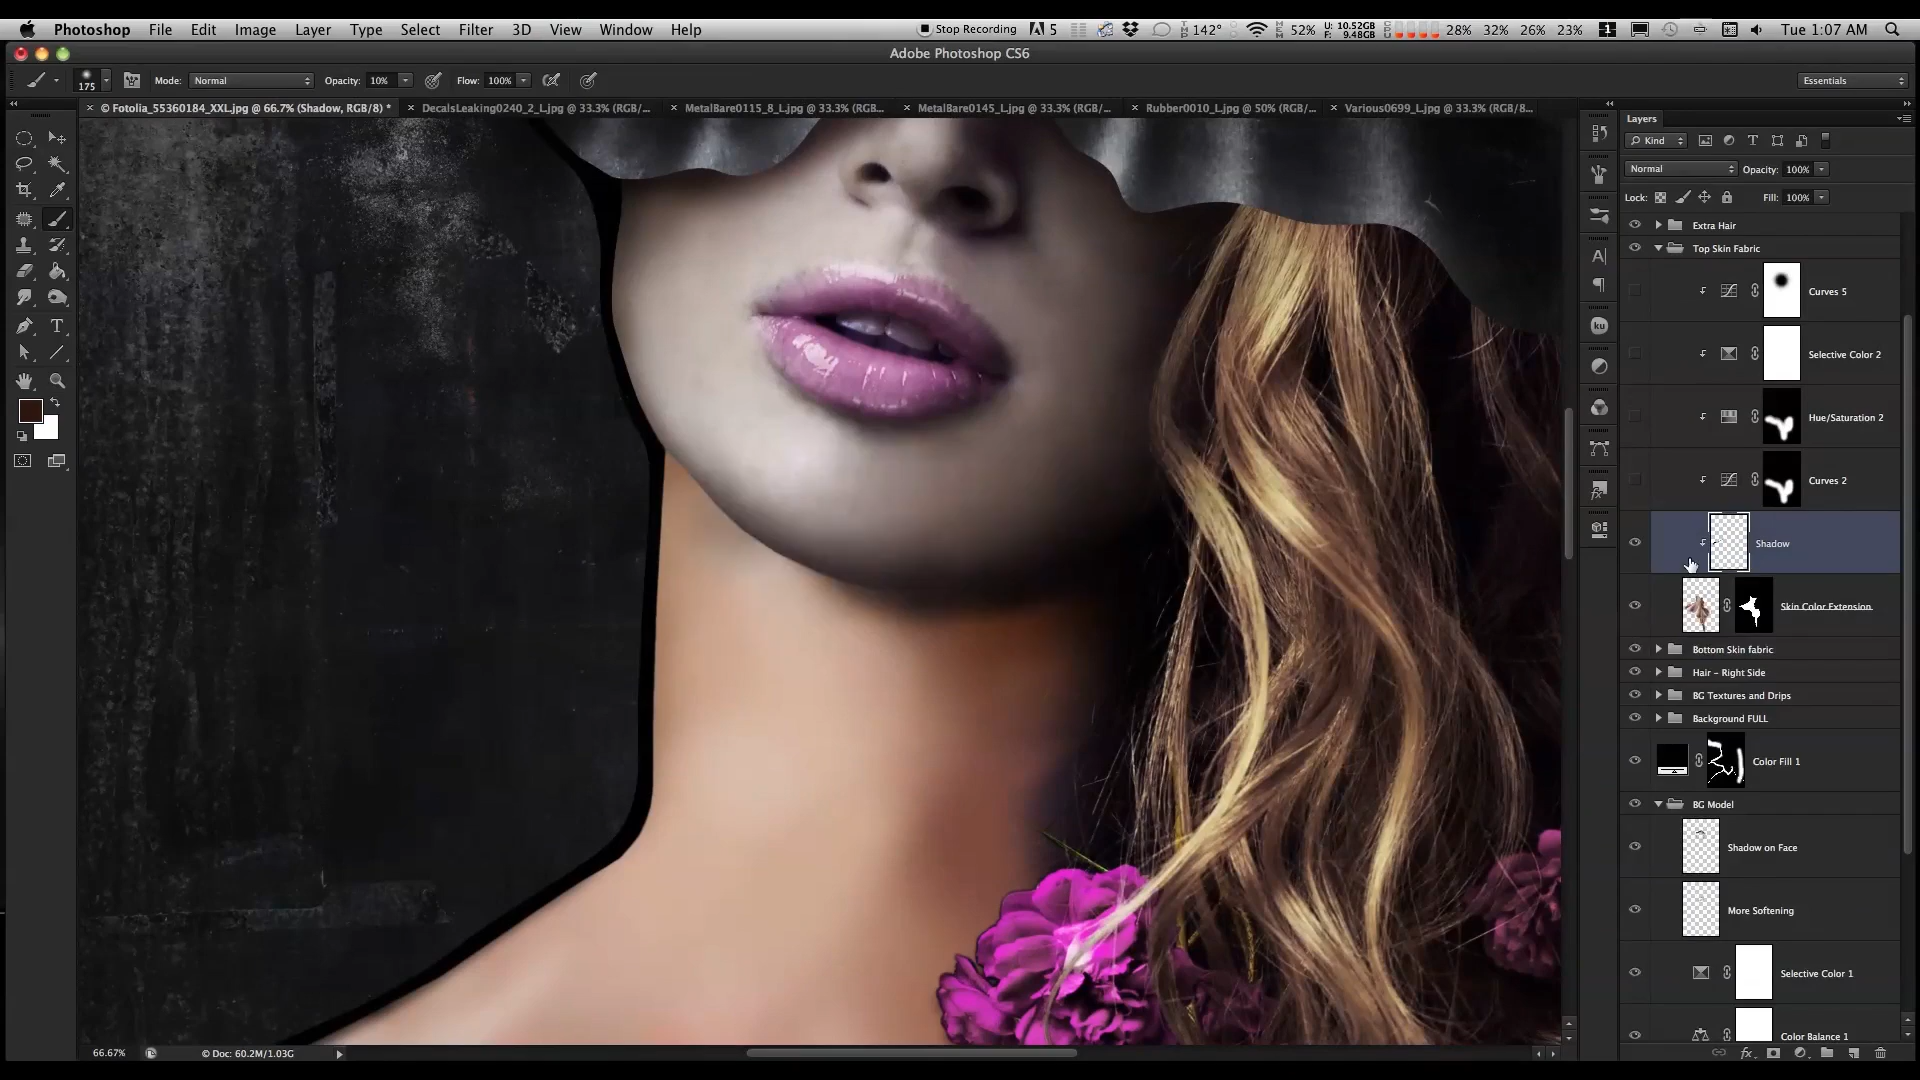 Photoshop File Edit Image Layer Type Select Filter 3D View Window Help Stop Recording 5 142° 52% U: 10.52GB F: 9.48GB 28% 32% 26% 23% 1 Tue 1:07 AM
Adobe Photoshop CS6
175 Mode: Normal Opacity: 10% Flow: 100% Essentials
× © Fotolia_55360184_XXL.jpg @ 66.7% (Shadow, RGB/8) * × DecalsLeaking0240_2_L.jpg @ 33.3% (RGB/... × MetalBare0115_8_L.jpg @ 33.3% (RGB... × MetalBare0145_L.jpg @ 33.3% (RGB/... × Rubber0010_L.jpg @ 50% (RGB/... × Various0699_L.jpg @ 33.3% (RGB/8...
Layers
Kind
Normal Opacity: 100%
Lock: Fill: 100%
Extra Hair
Top Skin Fabric
Curves 5
Selective Color 2
Hue/Saturation 2
Curves 2
Shadow
Skin Color Extension
Bottom Skin fabric
Hair - Right Side
BG Textures and Drips
Background FULL
Color Fill 1
BG Model
Shadow on Face
More Softening
Selective Color 1
Color Balance 1
66.67% © Doc: 60.2M/1.03G